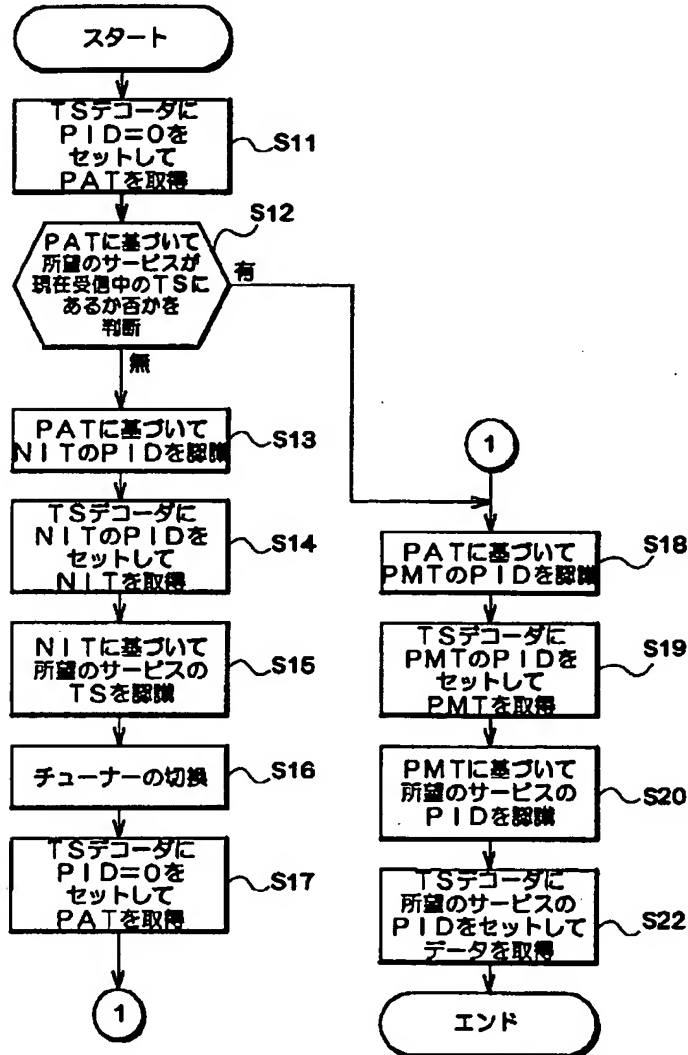 スタート
TSデコーダに
PID=0を
セットして
PATを取得
S11
S12
PATに基づいて
所望のサービスが
現在受信中のTSに
あるか否かを
判断
有
無
PATに基づいて
NITのPIDを認識
S13
TSデコーダに
NITのPIDを
セットして
NITを取得
S14
NITに基づいて
所望のサービスの
TSを認識
S15
チューナーの切換
S16
TSデコーダに
PID=0を
セットして
PATを取得
S17
1
1
PATに基づいて
PMTのPIDを認識
S18
TSデコーダに
PMTのPIDを
セットして
PMTを取得
S19
PMTに基づいて
所望のサービスの
PIDを認識
S20
TSデコーダに
所望のサービスの
PIDをセットして
データを取得
S22
エンド